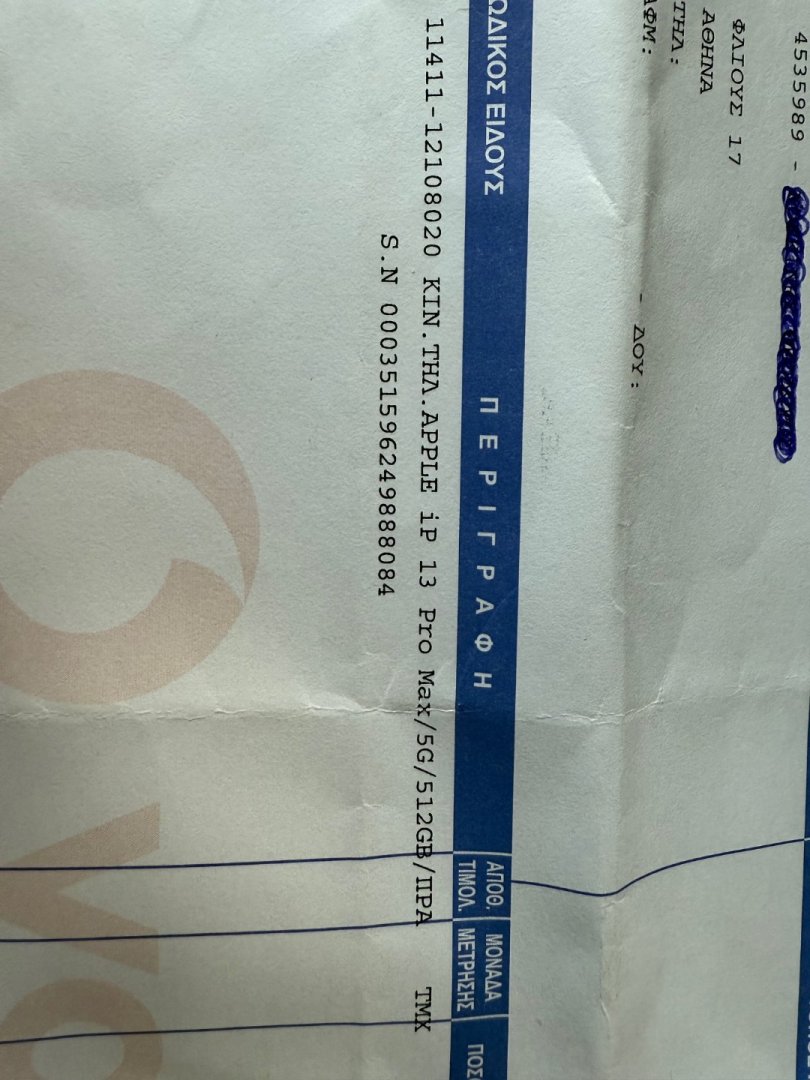 4535989 -
ΦΛΙΟΥΣ 17
ΑΘΗΝΑ
ΤΗΛ:
ΑΦΜ: - ΔΟΥ:
ΚΩΔΙΚΟΣ ΕΙΔΟΥΣ ΠΕΡΙΓΡΑΦΗ ΑΠΟΘ. ΤΙΜΟΛ. ΜΟΝΑΔΑ ΜΕΤΡΗΣΗΣ
11411-12108020 ΚΙΝ.ΤΗΛ.APPLE iP 13 Pro Max/5G/512GB/ΠΡΑ ΤΜΧ
S.N 000351596249888084